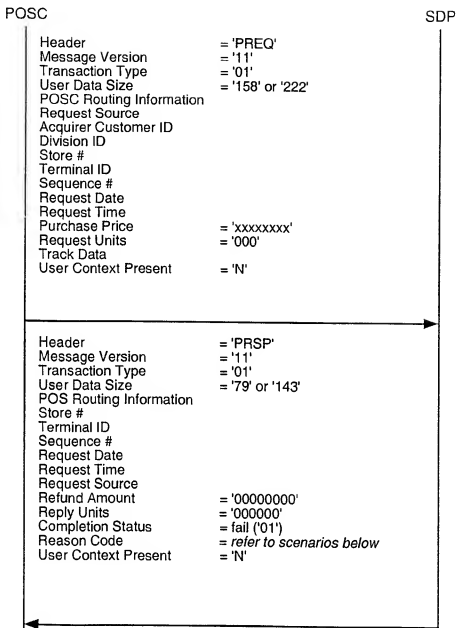 POSC SDP
Header = 'PREQ'
Message Version = '11'
Transaction Type = '01'
User Data Size = '158' or '222'
POSC Routing Information
Request Source
Acquirer Customer ID
Division ID
Store #
Terminal ID
Sequence #
Request Date
Request Time
Purchase Price = 'xxxxxxxx'
Request Units = '000'
Track Data
User Context Present = 'N'
Header = 'PRSP'
Message Version = '11'
Transaction Type = '01'
User Data Size = '79' or '143'
POS Routing Information
Store #
Terminal ID
Sequence #
Request Date
Request Time
Request Source
Refund Amount = '00000000'
Reply Units = '000000'
Completion Status = fail ('01')
Reason Code = refer to scenarios below
User Context Present = 'N'